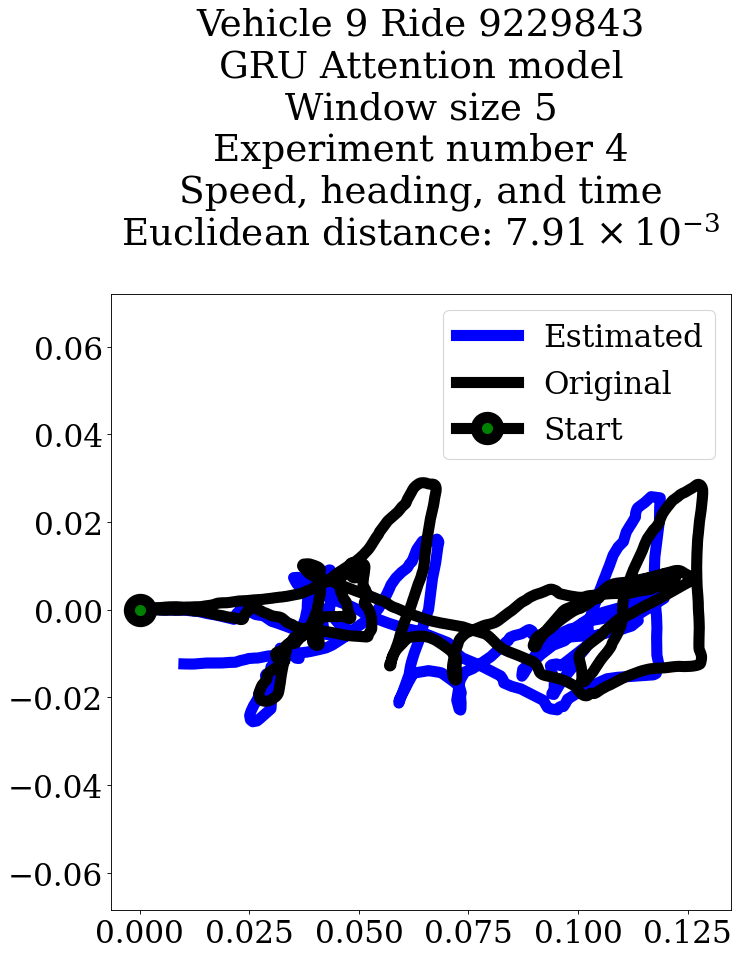 Vehicle 9 Ride 9229843
GRU Attention model
Window size 5
Experiment number 4
Speed, heading, and time
Euclidean distance: 7.91 × 10⁻³
Estimated
Original
Start
0.06
0.04
0.02
0.00
−0.02
−0.04
−0.06
0.000 0.025 0.050 0.075 0.100 0.125